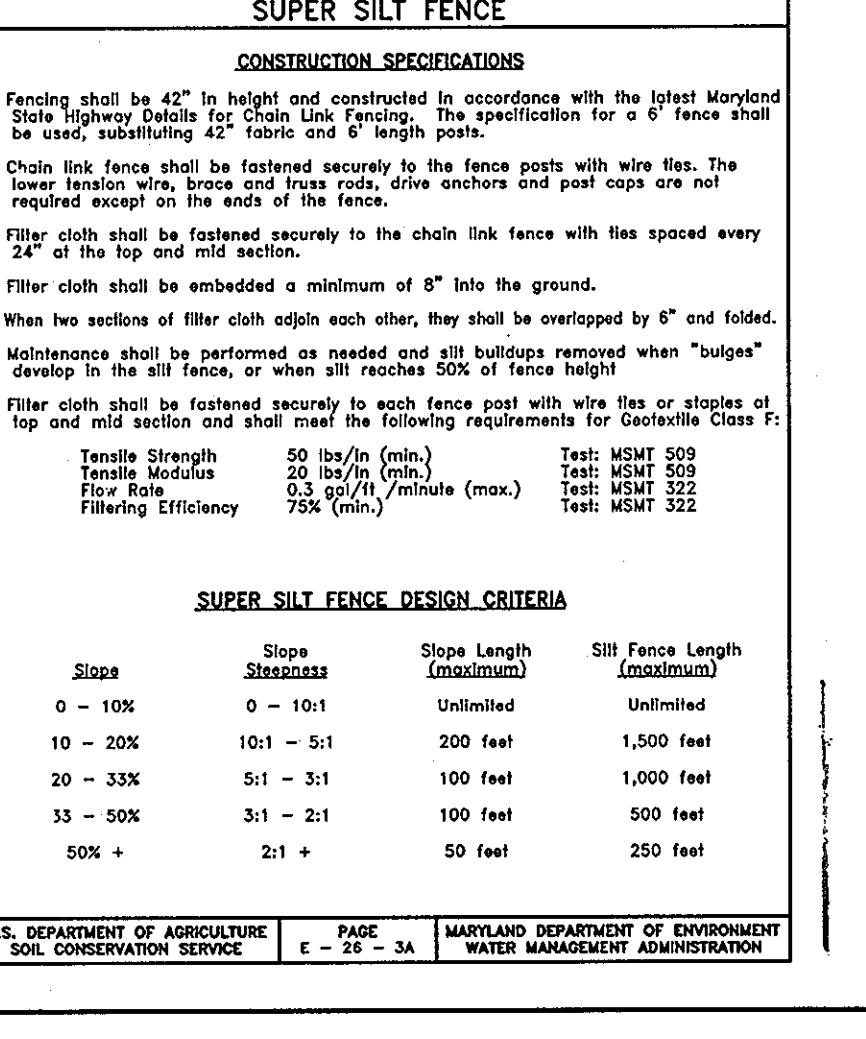 SUPER SILT FENCE
CONSTRUCTION SPECIFICATIONS
Fencing shall be 42" in height and constructed in accordance with the latest Maryland
State Highway Details for Chain Link Fencing. The specification for a 6' fence shall
be used, substituting 42" fabric and 6' length posts.
Chain link fence shall be fastened securely to the fence posts with wire ties. The
lower tension wire, brace and truss rods, drive anchors and post caps are not
required except on the ends of the fence.
Filter cloth shall be fastened securely to the chain link fence with ties spaced every
24" at the top and mid section.
Filter cloth shall be embedded a minimum of 8" into the ground.
When two sections of filter cloth adjoin each other, they shall be overlapped by 6" and folded.
Maintenance shall be performed as needed and silt buildups removed when "bulges"
develop in the silt fence, or when silt reaches 50% of fence height
Filter cloth shall be fastened securely to each fence post with wire ties or staples at
top and mid section and shall meet the following requirements for Geotextile Class F:
Tensile Strength 50 lbs/in (min.) Test: MSMT 509
Tensile Modulus 20 lbs/in (min.) Test: MSMT 509
Flow Rate 0.3 gal/ft /minute (max.) Test: MSMT 322
Filtering Efficiency 75% (min.) Test: MSMT 322
SUPER SILT FENCE DESIGN CRITERIA
Slope Slope Length Silt Fence Length
Slope Steepness (maximum) (maximum)
0 - 10% 0 - 10:1 Unlimited Unlimited
10 - 20% 10:1 - 5:1 200 feet 1,500 feet
20 - 33% 5:1 - 3:1 100 feet 1,000 feet
33 - 50% 3:1 - 2:1 100 feet 500 feet
50% + 2:1 + 50 feet 250 feet
.S. DEPARTMENT OF AGRICULTURE PAGE MARYLAND DEPARTMENT OF ENVIRONMENT
SOIL CONSERVATION SERVICE E - 26 - 3A WATER MANAGEMENT ADMINISTRATION